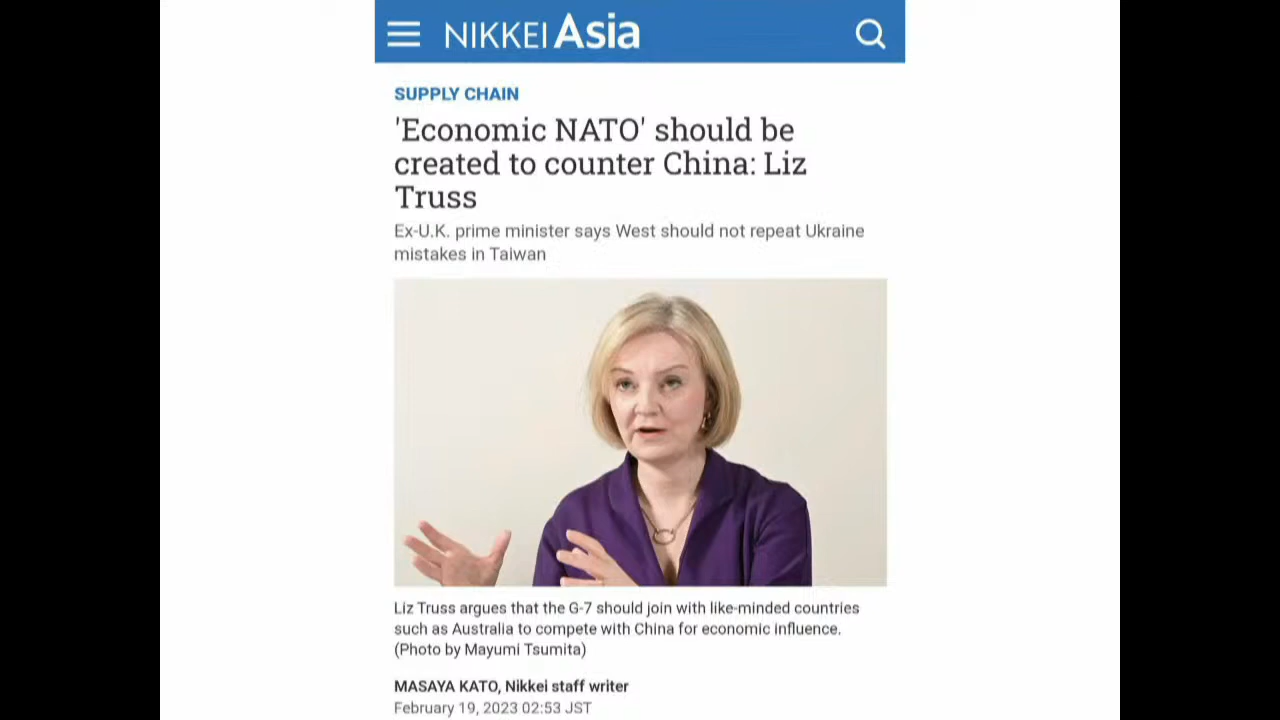 NIKKEI Asia
SUPPLY CHAIN
'Economic NATO' should be
created to counter China: Liz
Truss
Ex-U.K. prime minister says West should not repeat Ukraine
mistakes in Taiwan
Liz Truss argues that the G-7 should join with like-minded countries
such as Australia to compete with China for economic influence.
(Photo by Mayumi Tsumita)
MASAYA KATO, Nikkei staff writer
February 19, 2023 02:53 JST